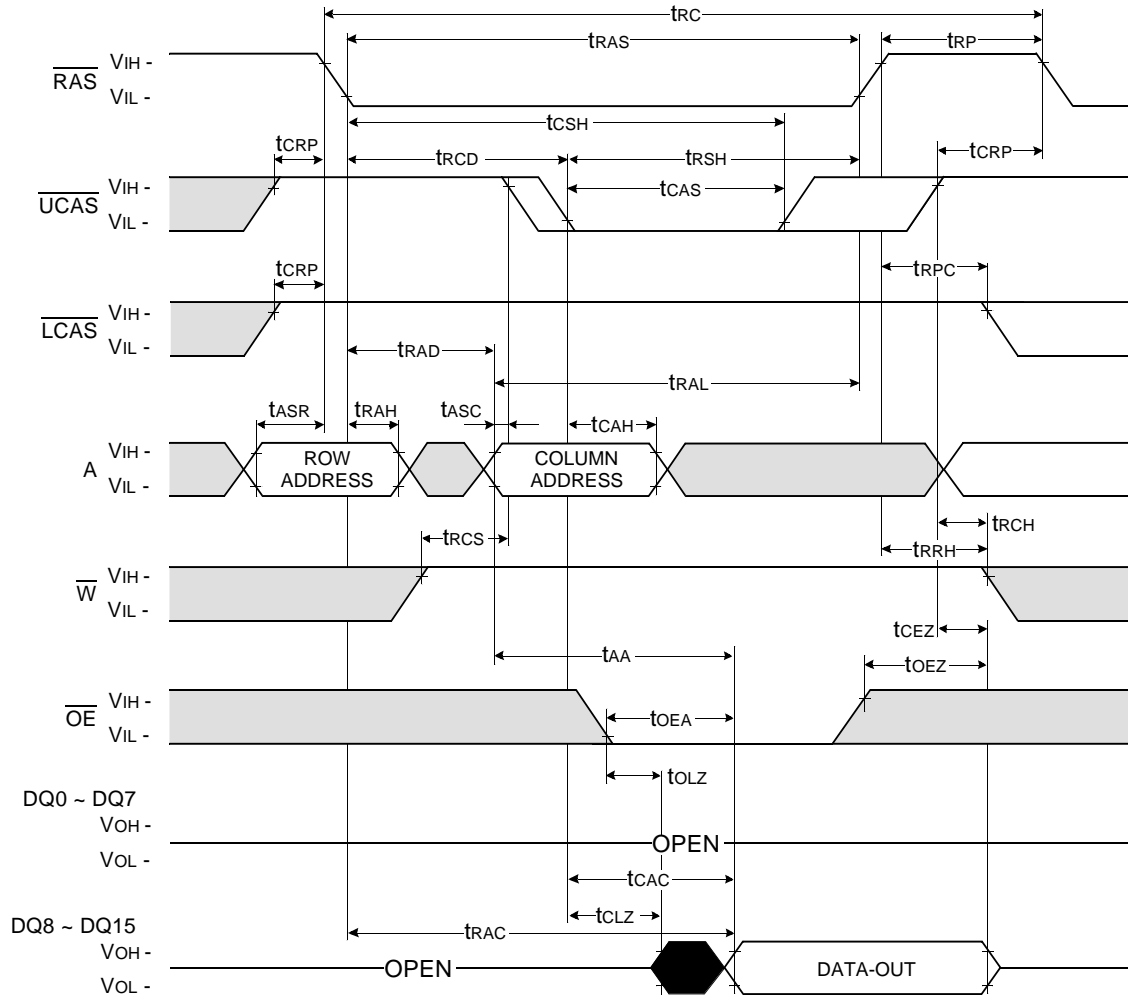 tRC
tRAS
tRP
RAS
VIH -
VIL -
tCSH
tCRP
tRCD
tRSH
tCRP
UCAS
VIH -
VIL -
tCAS
tCRP
tRPC
LCAS
VIH -
VIL -
tRAD
tRAL
tASR
tRAH
tASC
tCAH
A
VIH -
VIL -
ROW
ADDRESS
COLUMN
ADDRESS
tRCS
tRCH
tRRH
W
VIH -
VIL -
tCEZ
tAA
tOEZ
OE
VIH -
VIL -
tOEA
tOLZ
DQ0 ~ DQ7
VOH -
VOL -
OPEN
tCAC
tCLZ
DQ8 ~ DQ15
tRAC
VOH -
VOL -
OPEN
DATA-OUT